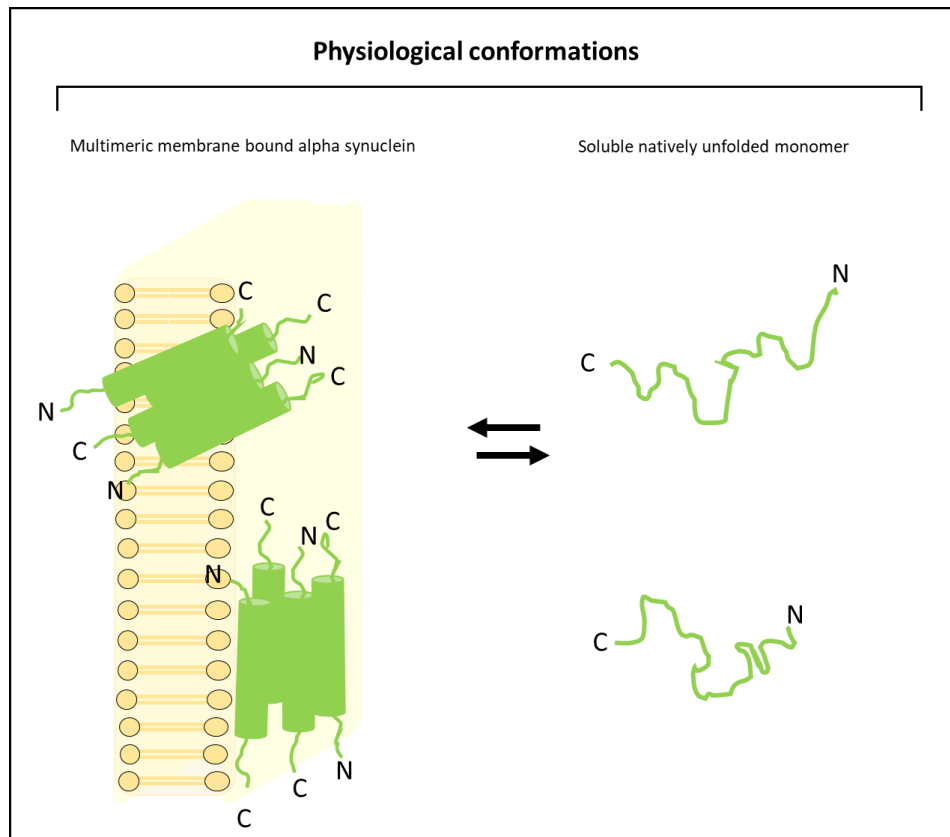 Physiological conformations
Multimeric membrane bound alpha synuclein
Soluble natively unfolded monomer
C
C
N
C
N
C
N
N
C
C
N
C
N
N
C
C
N
C
N